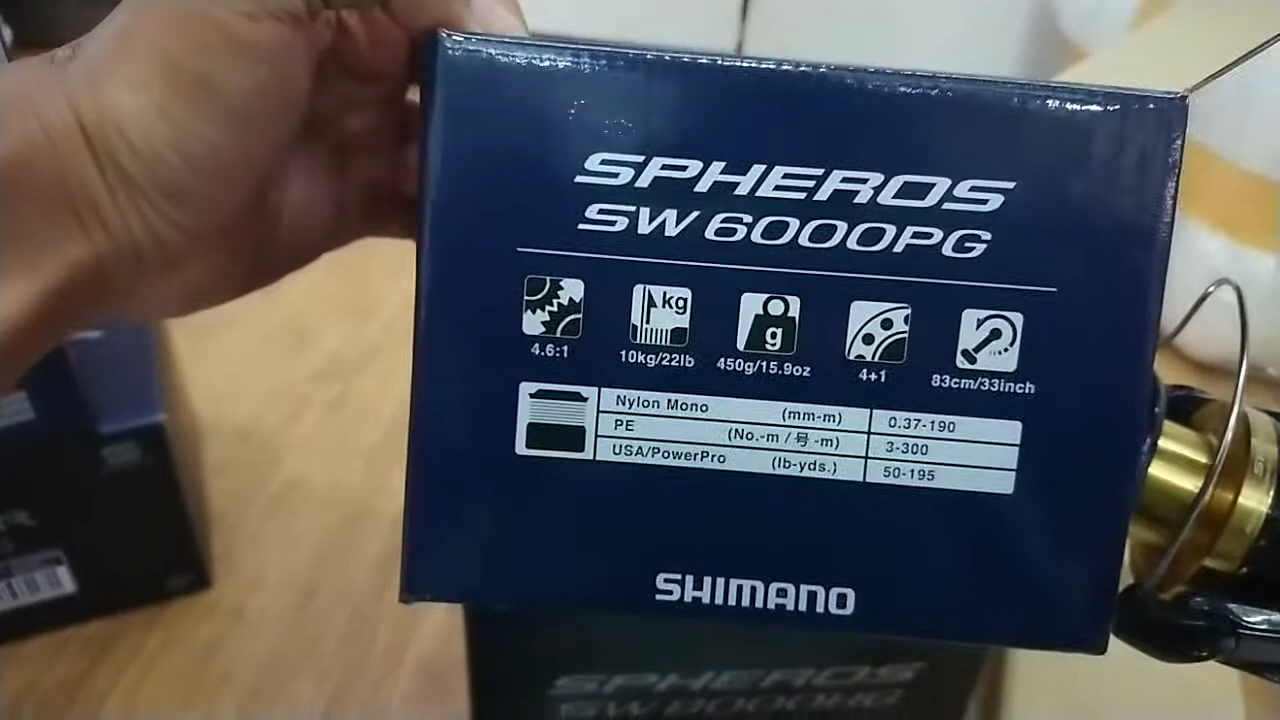 SPHEROS
SW 6000PG
kg
g
4.6:1
10kg/22lb
450g/15.9oz
4+1
83cm/33inch
Nylon Mono (mm-m) 0.37-190
PE (No.-m / 号 -m) 3-300
USA/PowerPro (lb-yds.) 50-195
SHIMANO
SPHEROS
SW 8000HG